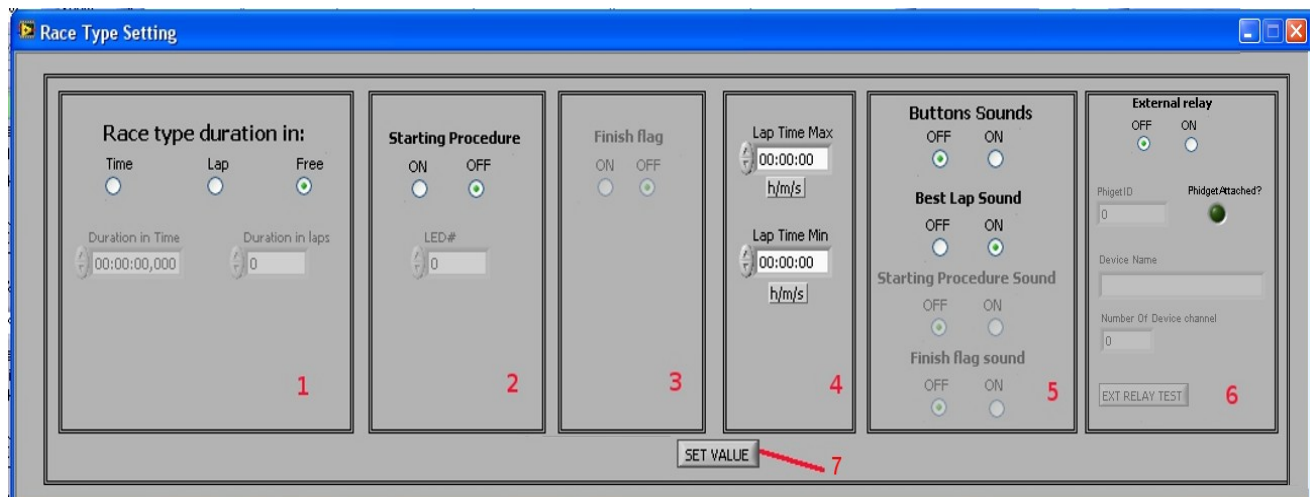 Race Type Setting
Race type duration in:
Time Lap Free
Duration in Time Duration in laps
00:00:00,000 0
1
Starting Procedure
ON OFF
LED#
0
2
Finish flag
ON OFF
3
Lap Time Max
00:00:00
h/m/s
Lap Time Min
00:00:00
h/m/s
4
Buttons Sounds
OFF ON
Best Lap Sound
OFF ON
Starting Procedure Sound
OFF ON
Finish flag sound
OFF ON
5
External relay
OFF ON
PhigetID PhidgetAttached?
0
Device Name
Number Of Device channel
0
EXT RELAY TEST
6
SET VALUE
7